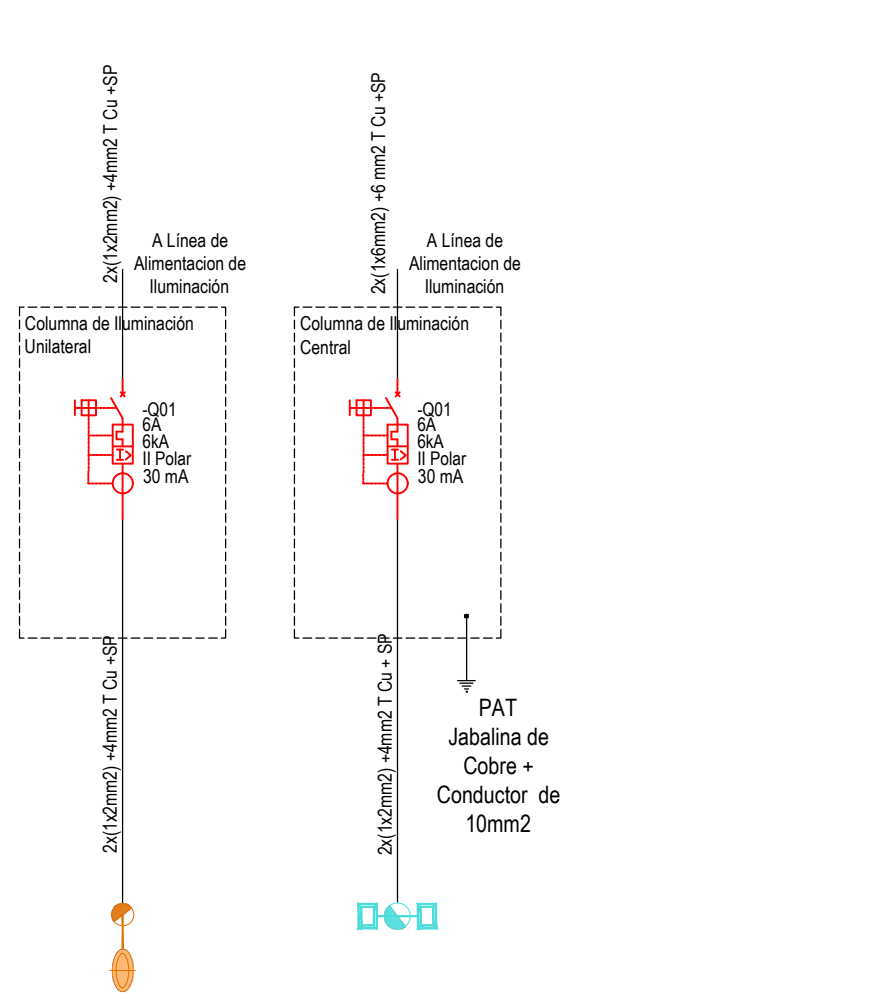 2x(1x2mm2) +4mm2 T Cu +SP
A Línea de
Alimentacion de
Iluminación
Columna de Iluminación
Unilateral
-Q01
6A
6kA
II Polar
30 mA
2x(1x2mm2) +4mm2 T Cu +SP
2x(1x6mm2) +6 mm2 T Cu +SP
A Línea de
Alimentacion de
Iluminación
Columna de Iluminación
Central
-Q01
6A
6kA
II Polar
30 mA
2x(1x2mm2) +4mm2 T Cu + SP
PAT
Jabalina de
Cobre +
Conductor de
10mm2